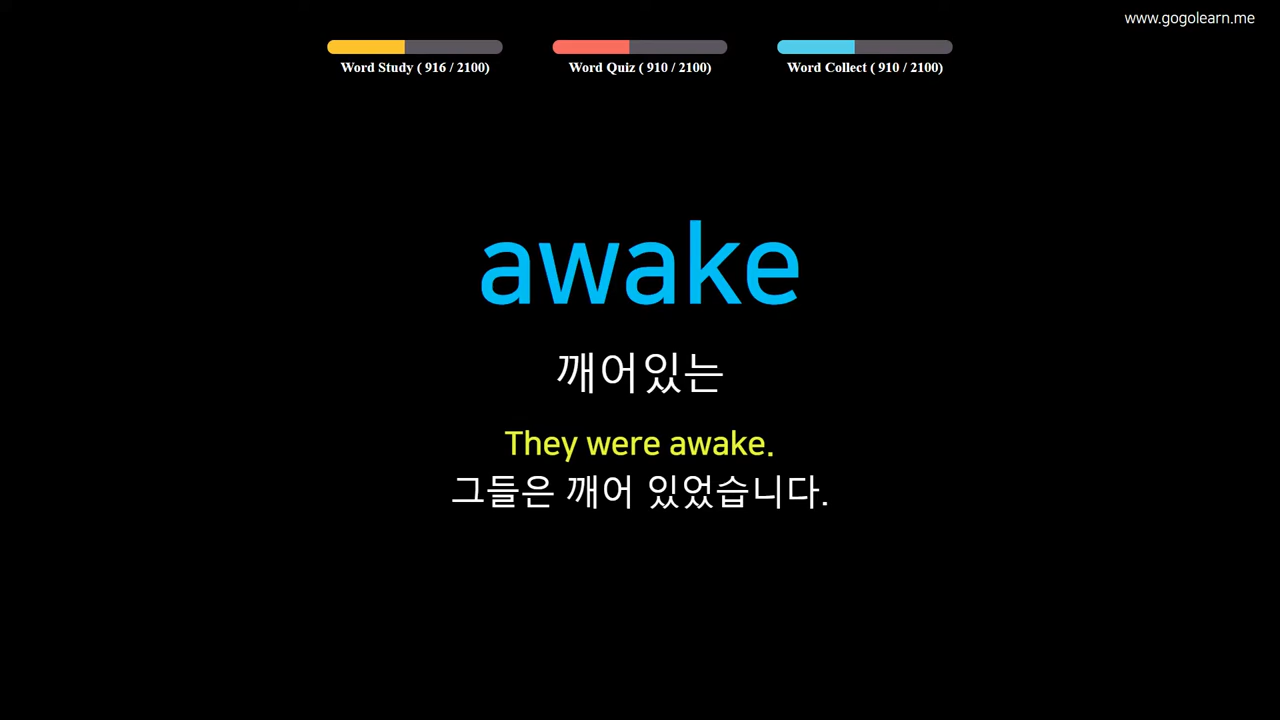 www.gogolearn.me
Word Study ( 916 / 2100)
Word Quiz ( 910 / 2100)
Word Collect ( 910 / 2100)
awake
깨어있는
They were awake.
그들은 깨어 있었습니다.